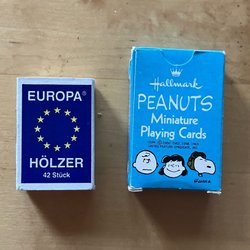 EUROPA®
HÖLZER
42 Stück
Hallmark
PEANUTS
Miniature
Playing Cards